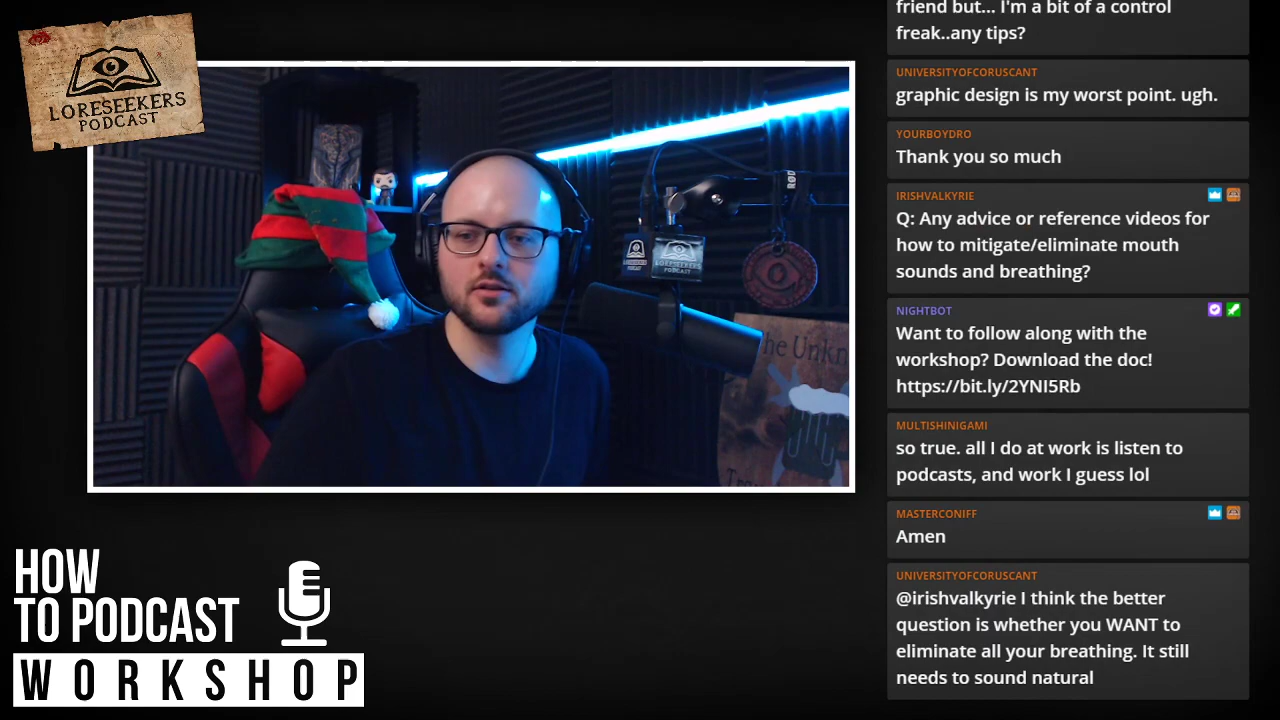 LORESEEKERS
PODCAST
RØDE
LORESEEKERS
PODCAST
he Unkn
HOW
TO PODCAST
WORKSHOP
friend but... I'm a bit of a control
freak..any tips?
UNIVERSITYOFCORUSCANT
graphic design is my worst point. ugh.
YOURBOYDRO
Thank you so much
IRISHVALKYRIE
Q: Any advice or reference videos for
how to mitigate/eliminate mouth
sounds and breathing?
NIGHTBOT
Want to follow along with the
workshop? Download the doc!
https://bit.ly/2YNI5Rb
MULTISHINIGAMI
so true. all I do at work is listen to
podcasts, and work I guess lol
MASTERCONIFF
Amen
UNIVERSITYOFCORUSCANT
@irishvalkyrie I think the better
question is whether you WANT to
eliminate all your breathing. It still
needs to sound natural